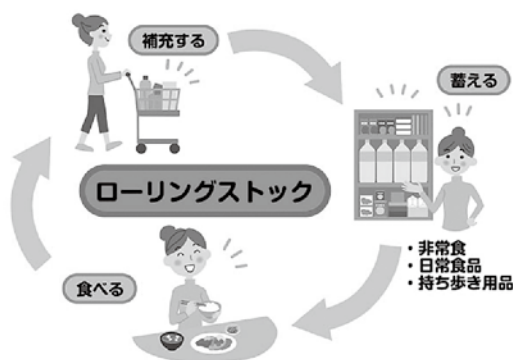 補充する
蓄える
ローリングストック
・非常食
・日常食品
・持ち歩き用品
食べる